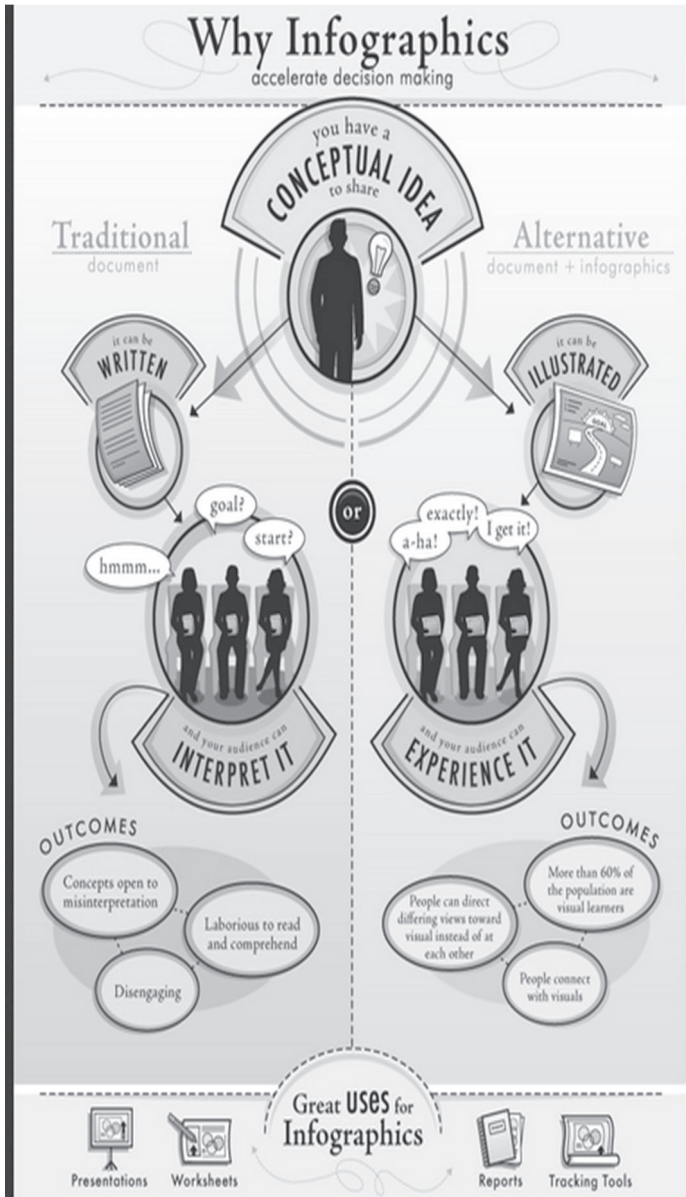 Why Infographics
accelerate decision making
you have a
CONCEPTUAL IDEA
to share
Traditional
document
Alternative
document + infographics
it can be
WRITTEN
it can be
ILLUSTRATED
GOAL
or
goal?
start?
hmmm...
exactly!
a-ha!
I get it!
and your audience can
INTERPRET IT
and your audience can
EXPERIENCE IT
OUTCOMES
Concepts open to
misinterpretation
Laborious to read
and comprehend
Disengaging
OUTCOMES
More than 60% of
the population are
visual learners
People can direct
differing views toward
visual instead of at
each other
People connect
with visuals
Great uses for
Infographics
Presentations
Worksheets
Reports
Tracking Tools